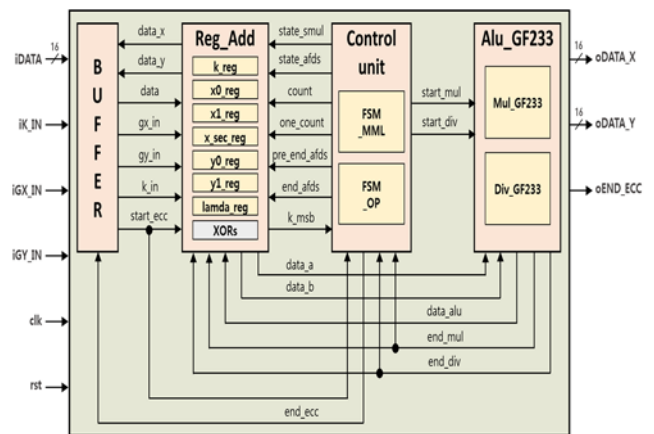 iDATA
16
iK_IN
iGX_IN
iGY_IN
clk
rst
B
U
F
F
E
R
data_x
data_y
data
gx_in
gy_in
k_in
start_ecc
Reg_Add
k_reg
x0_reg
x1_reg
x_sec_reg
y0_reg
y1_reg
lamda_reg
XORs
state_smul
state_afds
count
one_count
pre_end_afds
end_afds
k_msb
Control
unit
FSM
_MML
FSM
_OP
start_mul
start_div
Alu_GF233
Mul_GF233
Div_GF233
16
oDATA_X
16
oDATA_Y
oEND_ECC
data_a
data_b
data_alu
end_mul
end_div
end_ecc